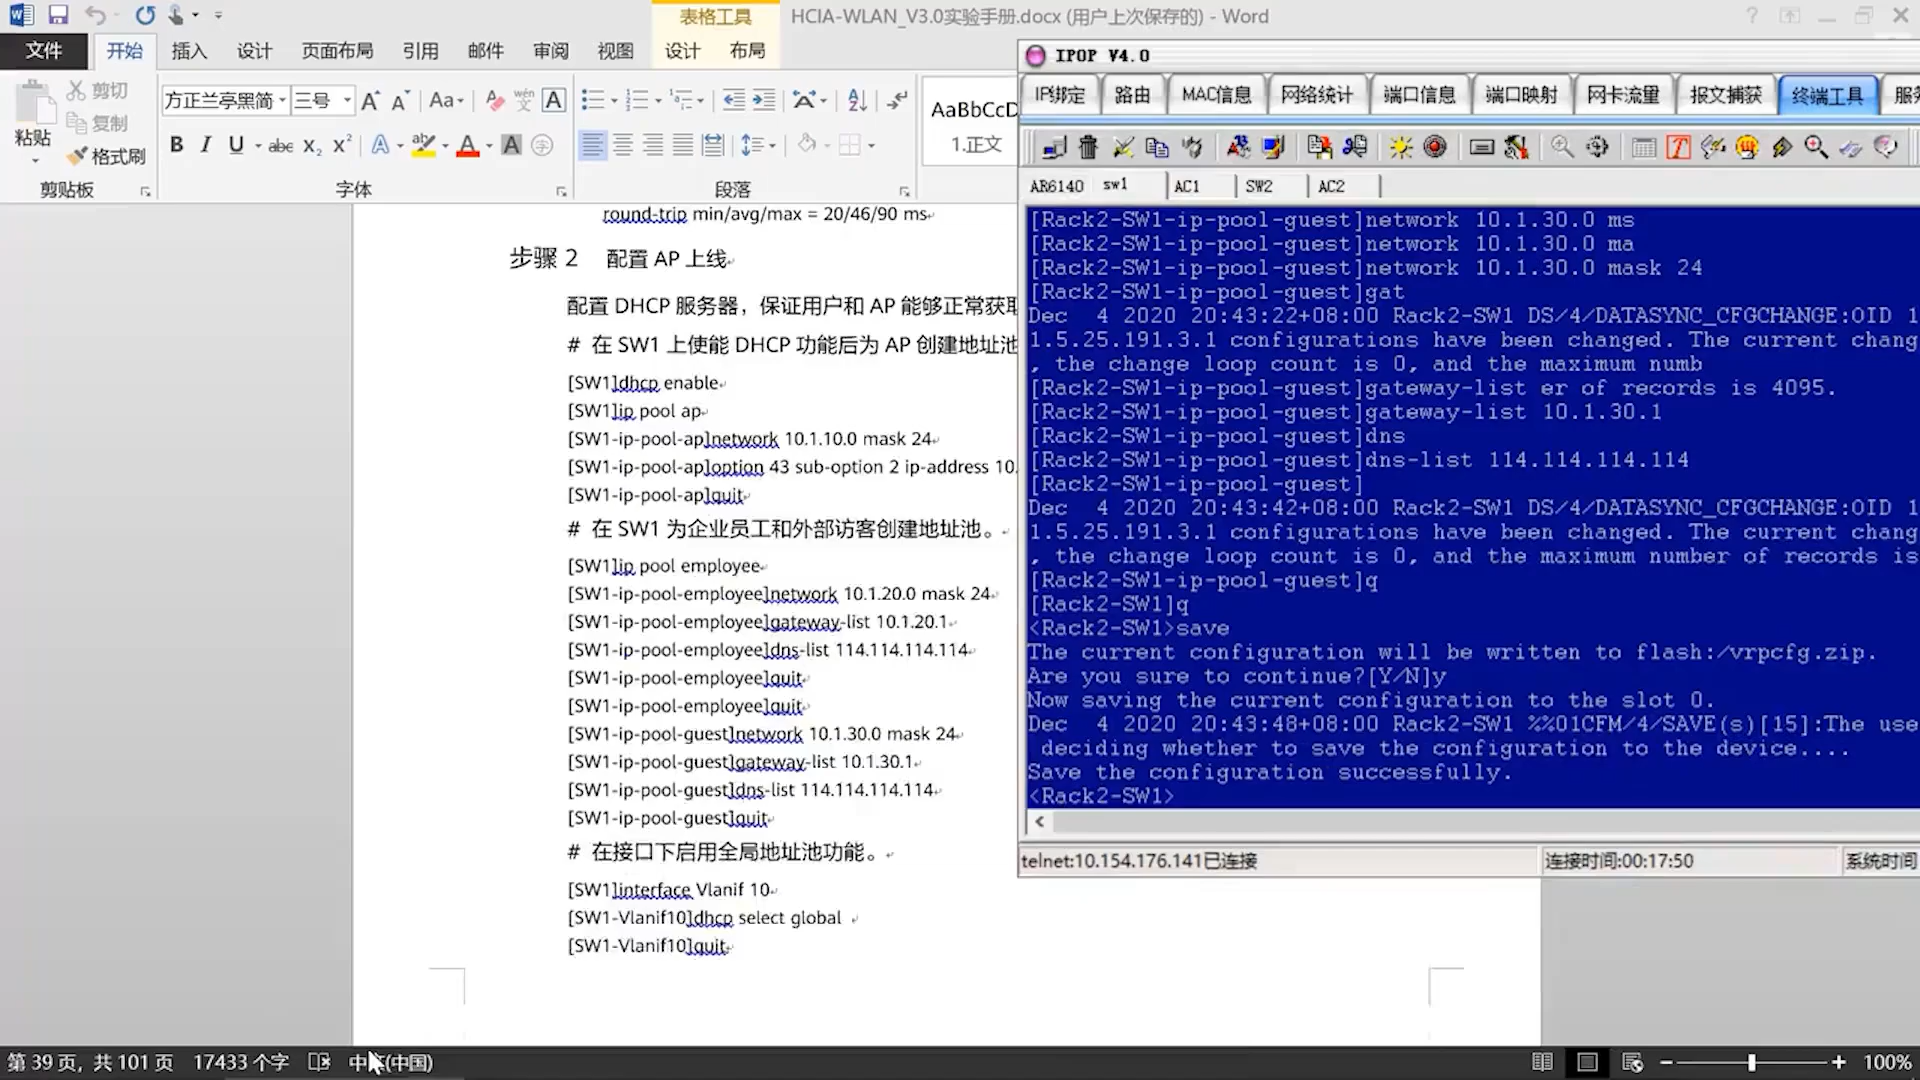 表格工具
HCIA-WLAN_V3.0实验手册.docx (用户上次保存的) - Word
文件
开始
插入
设计
页面布局
引用
邮件
审阅
视图
设计
布局
粘贴
剪切
复制
格式刷
剪贴板
方正兰亭黑简
三号
字体
段落
AaBbCcD
1.正文
round-trip min/avg/max = 20/46/90 ms
步骤 2 配置 AP 上线
配置 DHCP 服务器，保证用户和 AP 能够正常获取
# 在 SW1 上使能 DHCP 功能后为 AP 创建地址池
[SW1]dhcp enable
[SW1]ip pool ap
[SW1-ip-pool-ap]network 10.1.10.0 mask 24
[SW1-ip-pool-ap]option 43 sub-option 2 ip-address 10.
[SW1-ip-pool-ap]quit
# 在 SW1 为企业员工和外部访客创建地址池。
[SW1]ip pool employee
[SW1-ip-pool-employee]network 10.1.20.0 mask 24
[SW1-ip-pool-employee]gateway-list 10.1.20.1
[SW1-ip-pool-employee]dns-list 114.114.114.114
[SW1-ip-pool-employee]quit
[SW1-ip-pool-employee]quit
[SW1-ip-pool-guest]network 10.1.30.0 mask 24
[SW1-ip-pool-guest]gateway-list 10.1.30.1
[SW1-ip-pool-guest]dns-list 114.114.114.114
[SW1-ip-pool-guest]quit
# 在接口下启用全局地址池功能。
[SW1]interface Vlanif 10
[SW1-Vlanif10]dhcp select global
[SW1-Vlanif10]quit
IPOP V4.0
IP绑定
路由
MAC信息
网络统计
端口信息
端口映射
网卡流量
报文捕获
终端工具
服务
AR6140
sw1
AC1
SW2
AC2
[Rack2-SW1-ip-pool-guest]network 10.1.30.0 ms
[Rack2-SW1-ip-pool-guest]network 10.1.30.0 ma
[Rack2-SW1-ip-pool-guest]network 10.1.30.0 mask 24
[Rack2-SW1-ip-pool-guest]gat
Dec  4 2020 20:43:22+08:00 Rack2-SW1 DS/4/DATASYNC_CFGCHANGE:OID 1
1.5.25.191.3.1 configurations have been changed. The current chang
, the change loop count is 0, and the maximum numb
[Rack2-SW1-ip-pool-guest]gateway-list er of records is 4095.
[Rack2-SW1-ip-pool-guest]gateway-list 10.1.30.1
[Rack2-SW1-ip-pool-guest]dns
[Rack2-SW1-ip-pool-guest]dns-list 114.114.114.114
[Rack2-SW1-ip-pool-guest]
Dec  4 2020 20:43:42+08:00 Rack2-SW1 DS/4/DATASYNC_CFGCHANGE:OID 1
1.5.25.191.3.1 configurations have been changed. The current chang
, the change loop count is 0, and the maximum number of records is
[Rack2-SW1-ip-pool-guest]q
[Rack2-SW1]q
<Rack2-SW1>save
The current configuration will be written to flash:/vrpcfg.zip.
Are you sure to continue?[Y/N]y
Now saving the current configuration to the slot 0.
Dec  4 2020 20:43:48+08:00 Rack2-SW1 %%01CFM/4/SAVE(s)[15]:The use
deciding whether to save the configuration to the device....
Save the configuration successfully.
<Rack2-SW1>
telnet:10.154.176.141已连接
连接时间:00:17:50
系统时间
第 39 页，共 101 页
17433 个字
中文(中国)
100%